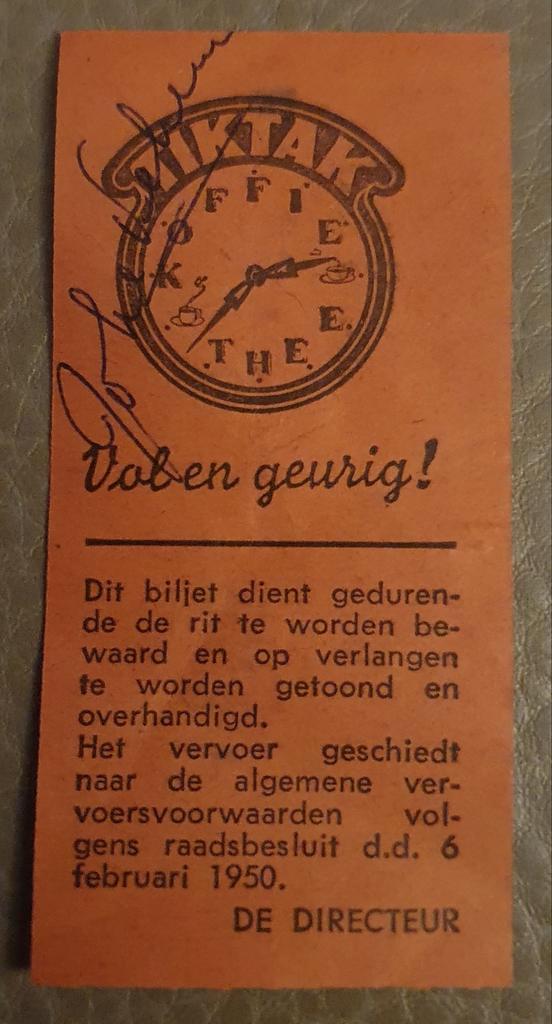 TIKTAK
KOFFIE
THEE
Vol en geurig!
Dit biljet dient geduren-
de de rit te worden be-
waard en op verlangen
te worden getoond en
overhandigd.
Het vervoer geschiedt
naar de algemene ver-
voersvoorwaarden vol-
gens raadsbesluit d.d. 6
februari 1950.
DE DIRECTEUR